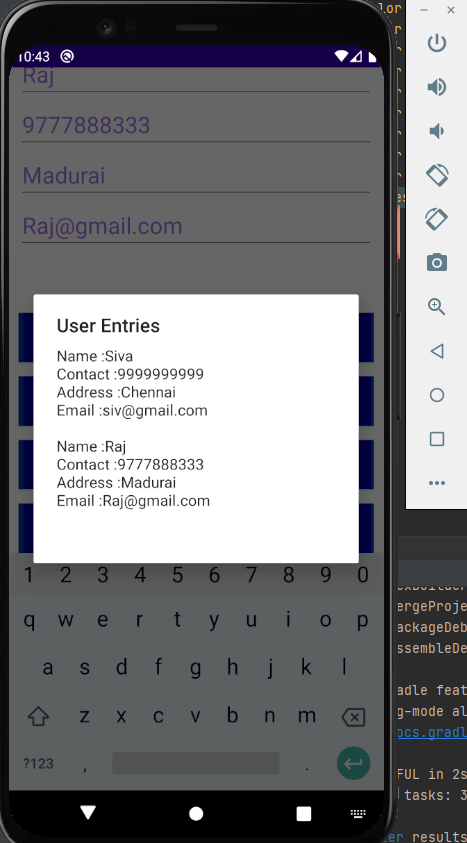 10:43
Raj
9777888333
Madurai
Raj@gmail.com
User Entries
Name :Siva
Contact :9999999999
Address :Chennai
Email :siv@gmail.com
Name :Raj
Contact :9777888333
Address :Madurai
Email :Raj@gmail.com
1 2 3 4 5 6 7 8 9 0
q w e r t y u i o p
a s d f g h j k l
z x c v b n m
?123 , .
lor
es
exBuilder
ergeProje
ackageDeb
ssembleDe
adle feat
g-mode al
ocs.gradl
FUL in 2s
tasks: 3
er results